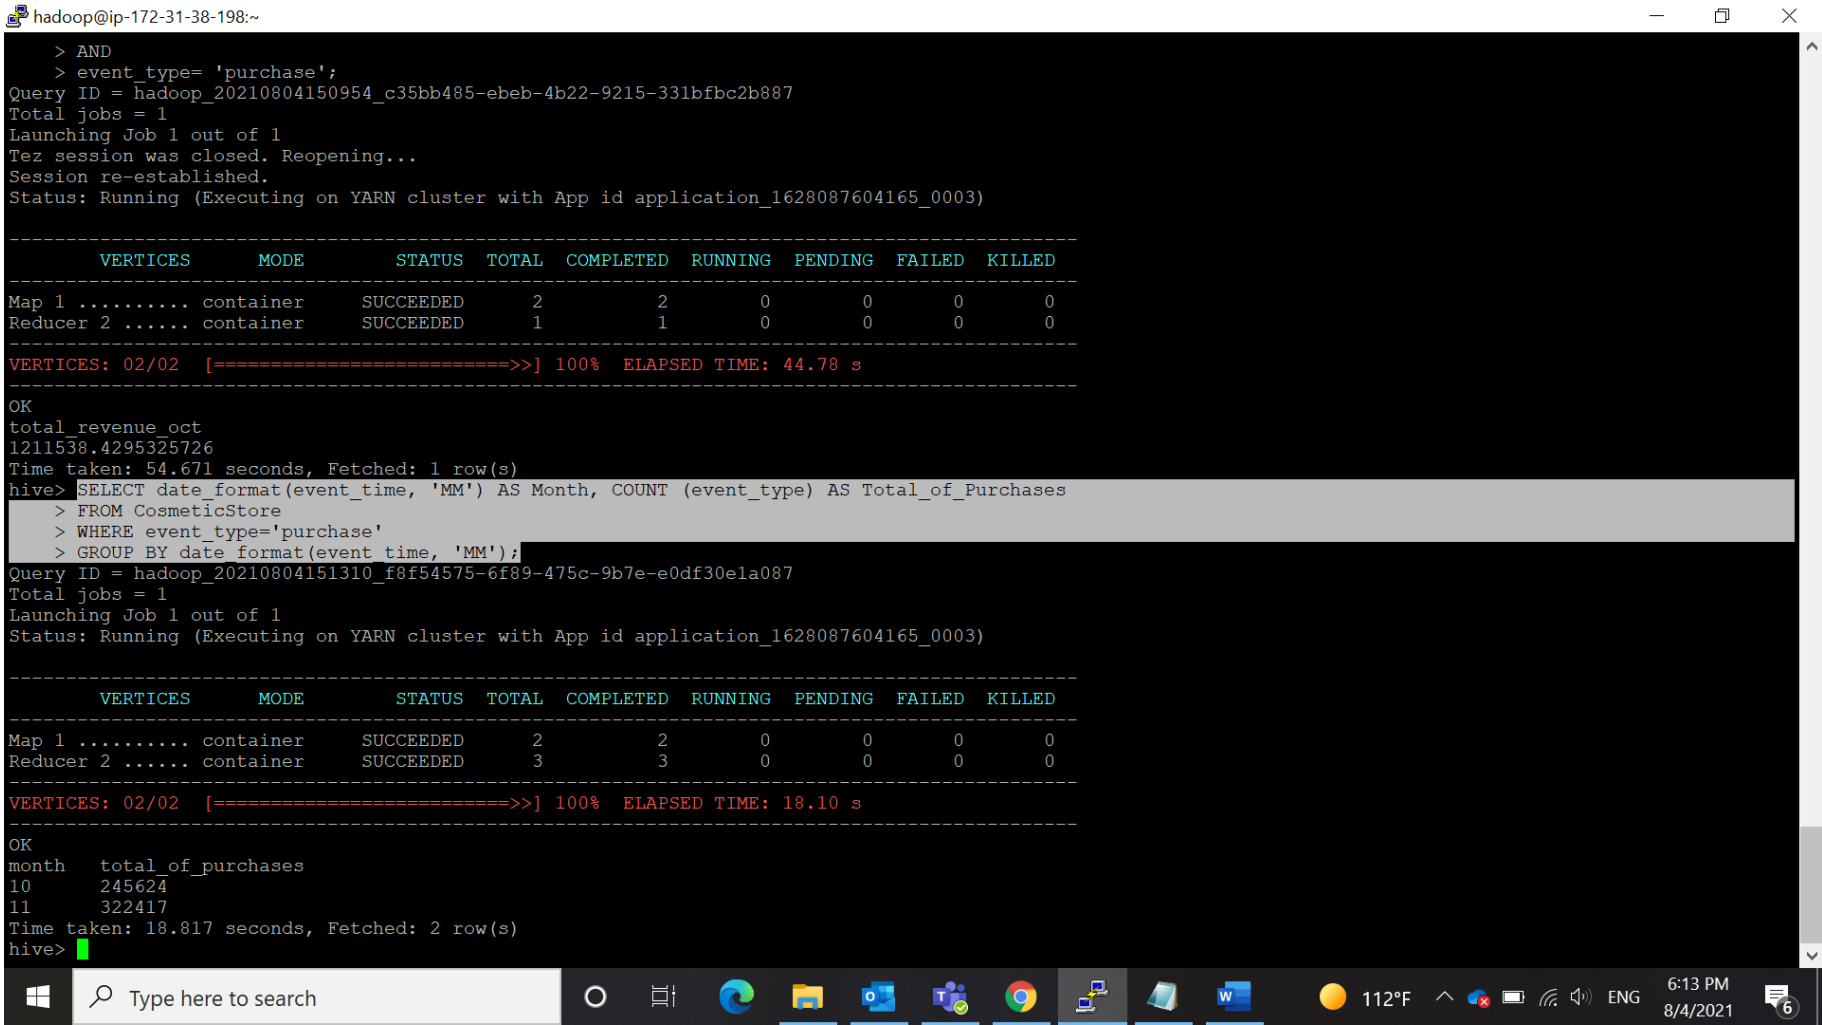 hadoop@ip-172-31-38-198:~
    > AND
    > event_type= 'purchase';
Query ID = hadoop_20210804150954_c35bb485-ebeb-4b22-9215-331bfbc2b887
Total jobs = 1
Launching Job 1 out of 1
Tez session was closed. Reopening...
Session re-established.
Status: Running (Executing on YARN cluster with App id application_1628087604165_0003)
----------------------------------------------------------------------------------------------
        VERTICES      MODE        STATUS  TOTAL  COMPLETED  RUNNING  PENDING  FAILED  KILLED
----------------------------------------------------------------------------------------------
Map 1 .......... container     SUCCEEDED      2          2        0        0       0       0
Reducer 2 ...... container     SUCCEEDED      1          1        0        0       0       0
----------------------------------------------------------------------------------------------
VERTICES: 02/02  [==========================>>] 100%  ELAPSED TIME: 44.78 s
----------------------------------------------------------------------------------------------
OK
total_revenue_oct
1211538.4295325726
Time taken: 54.671 seconds, Fetched: 1 row(s)
hive> SELECT date_format(event_time, 'MM') AS Month, COUNT (event_type) AS Total_of_Purchases
    > FROM CosmeticStore
    > WHERE event_type='purchase'
    > GROUP BY date_format(event_time, 'MM');
Query ID = hadoop_20210804151310_f8f54575-6f89-475c-9b7e-e0df30e1a087
Total jobs = 1
Launching Job 1 out of 1
Status: Running (Executing on YARN cluster with App id application_1628087604165_0003)
----------------------------------------------------------------------------------------------
        VERTICES      MODE        STATUS  TOTAL  COMPLETED  RUNNING  PENDING  FAILED  KILLED
----------------------------------------------------------------------------------------------
Map 1 .......... container     SUCCEEDED      2          2        0        0       0       0
Reducer 2 ...... container     SUCCEEDED      3          3        0        0       0       0
----------------------------------------------------------------------------------------------
VERTICES: 02/02  [==========================>>] 100%  ELAPSED TIME: 18.10 s
----------------------------------------------------------------------------------------------
OK
month   total_of_purchases
10      245624
11      322417
Time taken: 18.817 seconds, Fetched: 2 row(s)
hive>
Type here to search
112°F
ENG
6:13 PM
8/4/2021
6